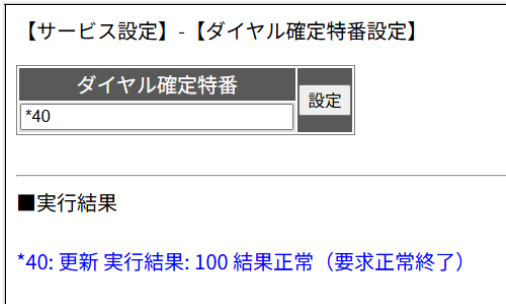 【サービス設定】-【ダイヤル確定特番設定】
ダイヤル確定特番
設定
*40
■実行結果
*40: 更新 実行結果: 100 結果正常（要求正常終了）